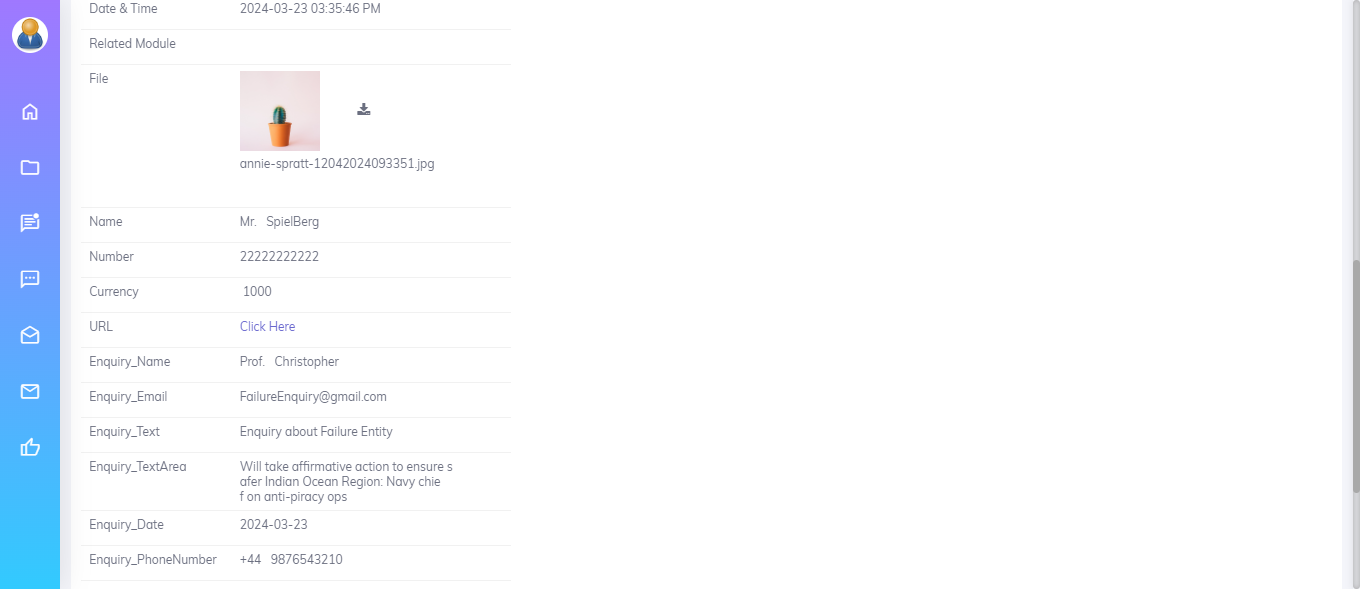 Date & Time 2024-03-23 03:35:46 PM
Related Module
File
annie-spratt-12042024093351.jpg
Name Mr. SpielBerg
Number 22222222222
Currency 1000
URL Click Here
Enquiry_Name Prof. Christopher
Enquiry_Email FailureEnquiry@gmail.com
Enquiry_Text Enquiry about Failure Entity
Enquiry_TextArea Will take affirmative action to ensure s
afer Indian Ocean Region: Navy chie
f on anti-piracy ops
Enquiry_Date 2024-03-23
Enquiry_PhoneNumber +44 9876543210